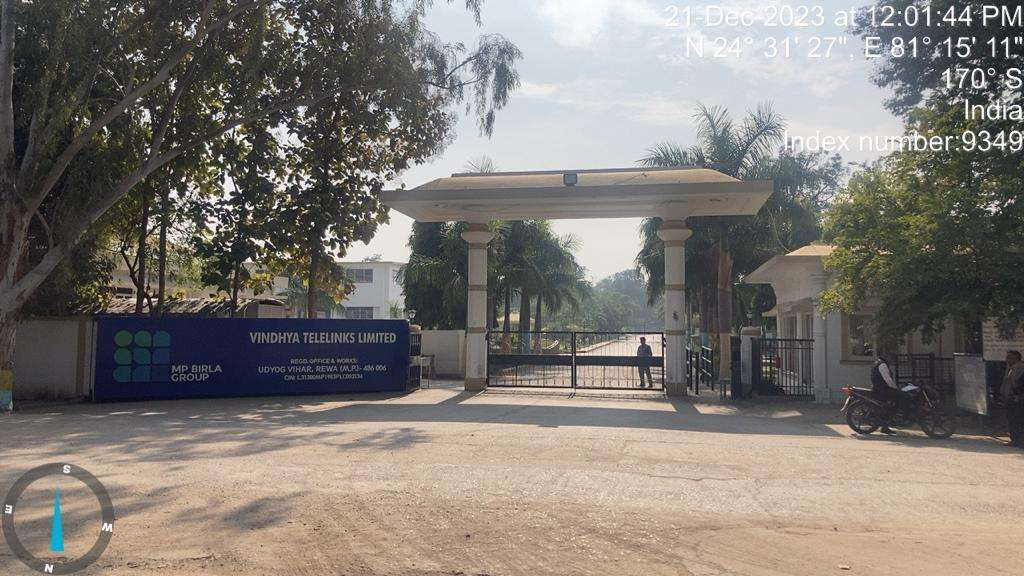 21-Dec-2023 at 12:01:44 PM
N 24° 31' 27", E 81° 15' 11"
170° S
India
Index number:9349
VINDHYA TELELINKS LIMITED
REGD. OFFICE & WORKS:
UDYOG VIHAR, REWA (M.P.)- 486 006
MP BIRLA
GROUP
S
E
W
N